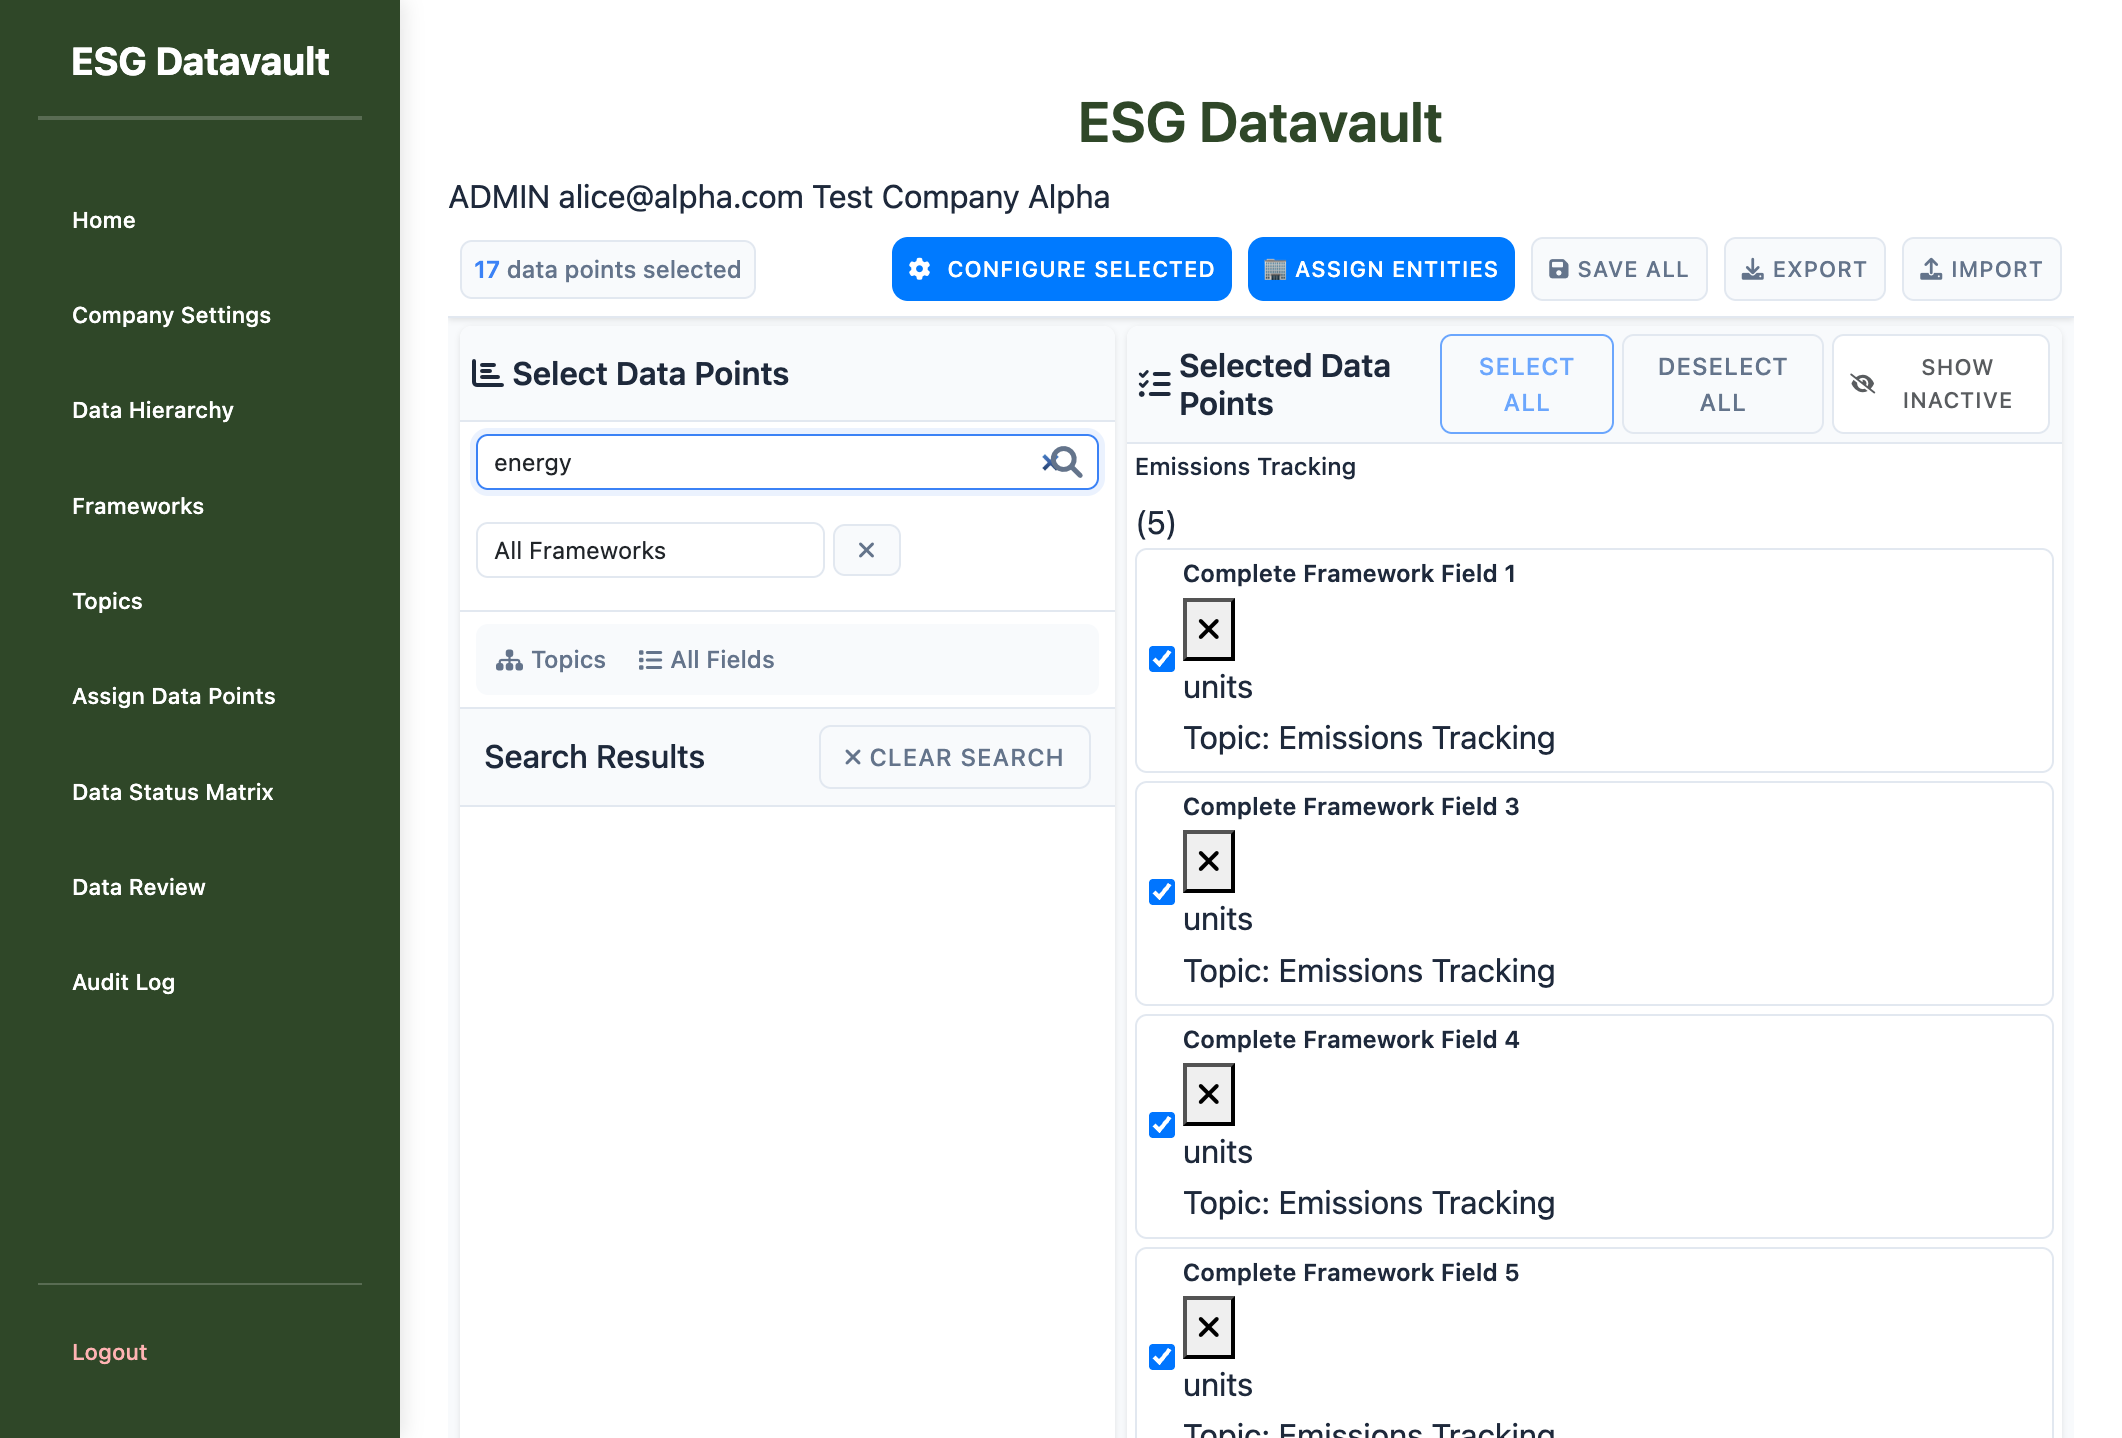 ESG Datavault
Home
Company Settings
Data Hierarchy
Frameworks
Topics
Assign Data Points
Data Status Matrix
Data Review
Audit Log
Logout
ESG Datavault
ADMIN alice@alpha.com Test Company Alpha
17 data points selected
CONFIGURE SELECTED
ASSIGN ENTITIES
SAVE ALL
EXPORT
IMPORT
Select Data Points
energy
All Frameworks
Topics
All Fields
Search Results
CLEAR SEARCH
Selected Data
Points
SELECT
ALL
DESELECT
ALL
SHOW
INACTIVE
Emissions Tracking
(5)
Complete Framework Field 1
units
Topic: Emissions Tracking
Complete Framework Field 3
units
Topic: Emissions Tracking
Complete Framework Field 4
units
Topic: Emissions Tracking
Complete Framework Field 5
units
Topic: Emissions Tracking